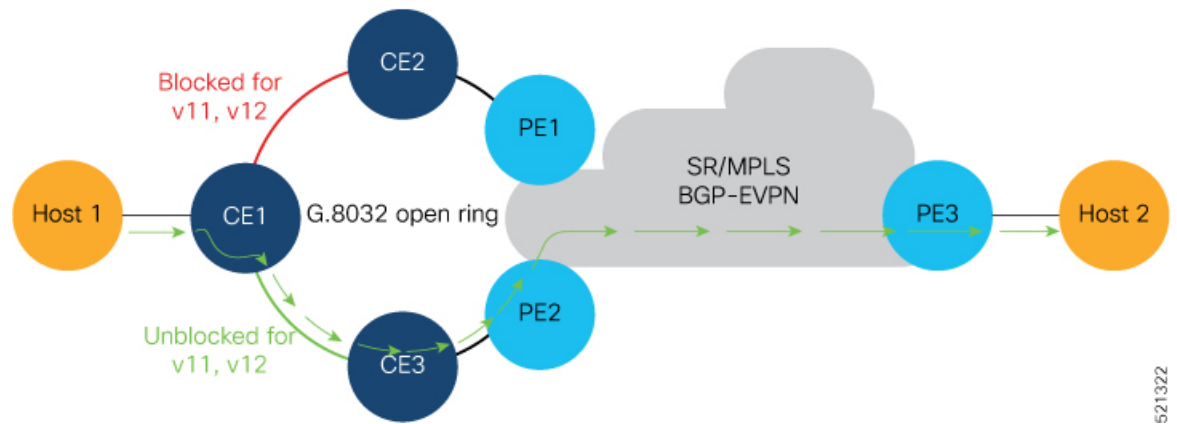 CE2
Blocked for
v11, v12
PE1
SR/MPLS
BGP-EVPN
Host 1
CE1
G.8032 open ring
PE3
Host 2
PE2
Unblocked for
v11, v12
CE3
521322